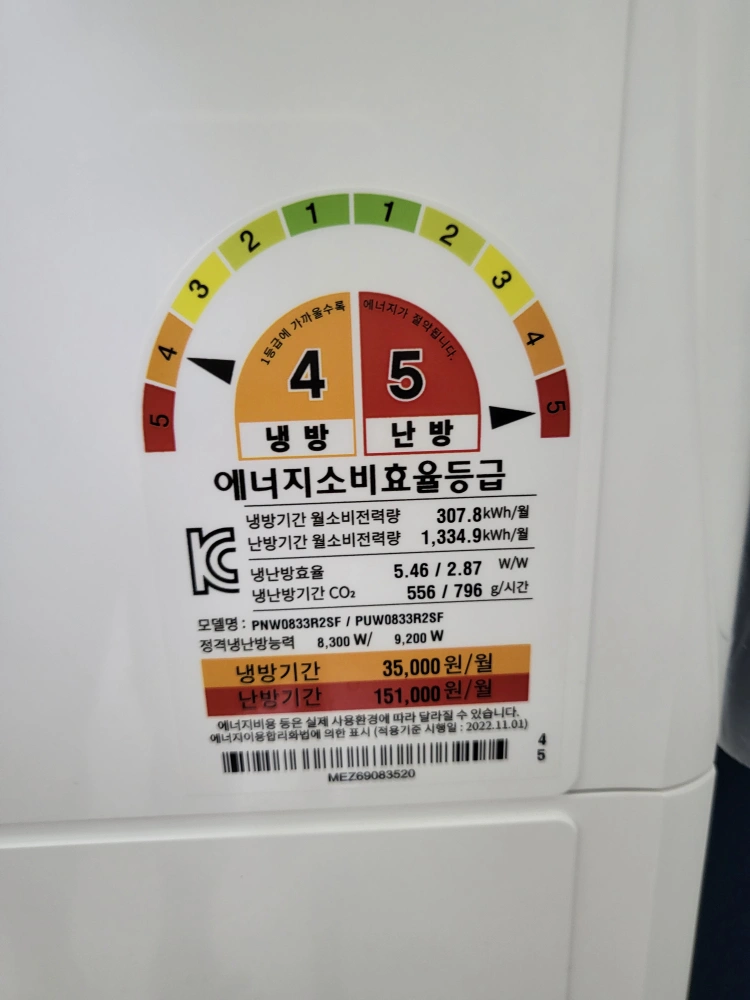 1 1
2 2
3 3
4 4
5 5
1등급에 가까울수록 에너지가 절약됩니다.
4 5
냉방 난방
에너지소비효율등급
냉방기간 월소비전력량 307.8kWh/월
난방기간 월소비전력량 1,334.9kWh/월
냉난방효율 5.46 / 2.87 W/W
냉난방기간 CO₂ 556 / 796 g/시간
모델명 : PNW0833R2SF / PUW0833R2SF
정격냉난방능력 8,300 W/ 9,200 W
냉방기간 35,000원/월
난방기간 151,000원/월
에너지비용 등은 실제 사용환경에 따라 달라질 수 있습니다.
에너지이용합리화법에 의한 표시 (적용기준 시행일 : 2022.11.01)
4
5
MEZ69083520